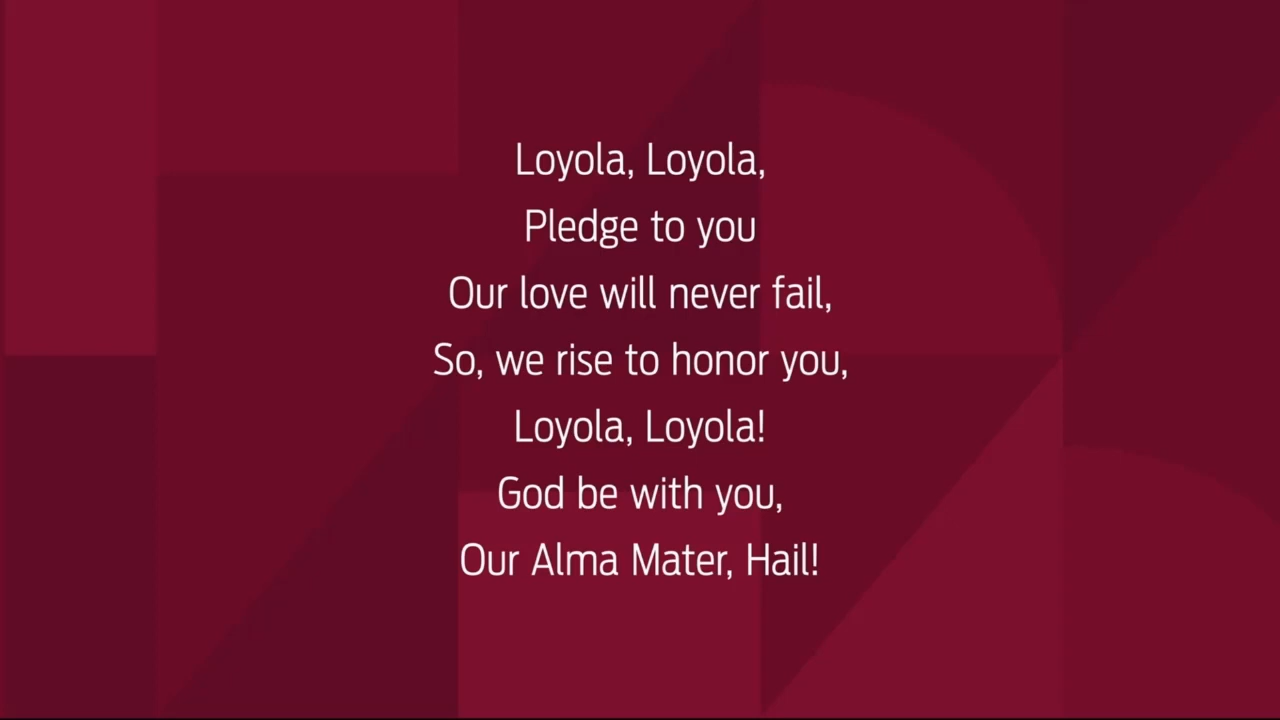 Loyola, Loyola,
Pledge to you
Our love will never fail,
So, we rise to honor you,
Loyola, Loyola!
God be with you,
Our Alma Mater, Hail!